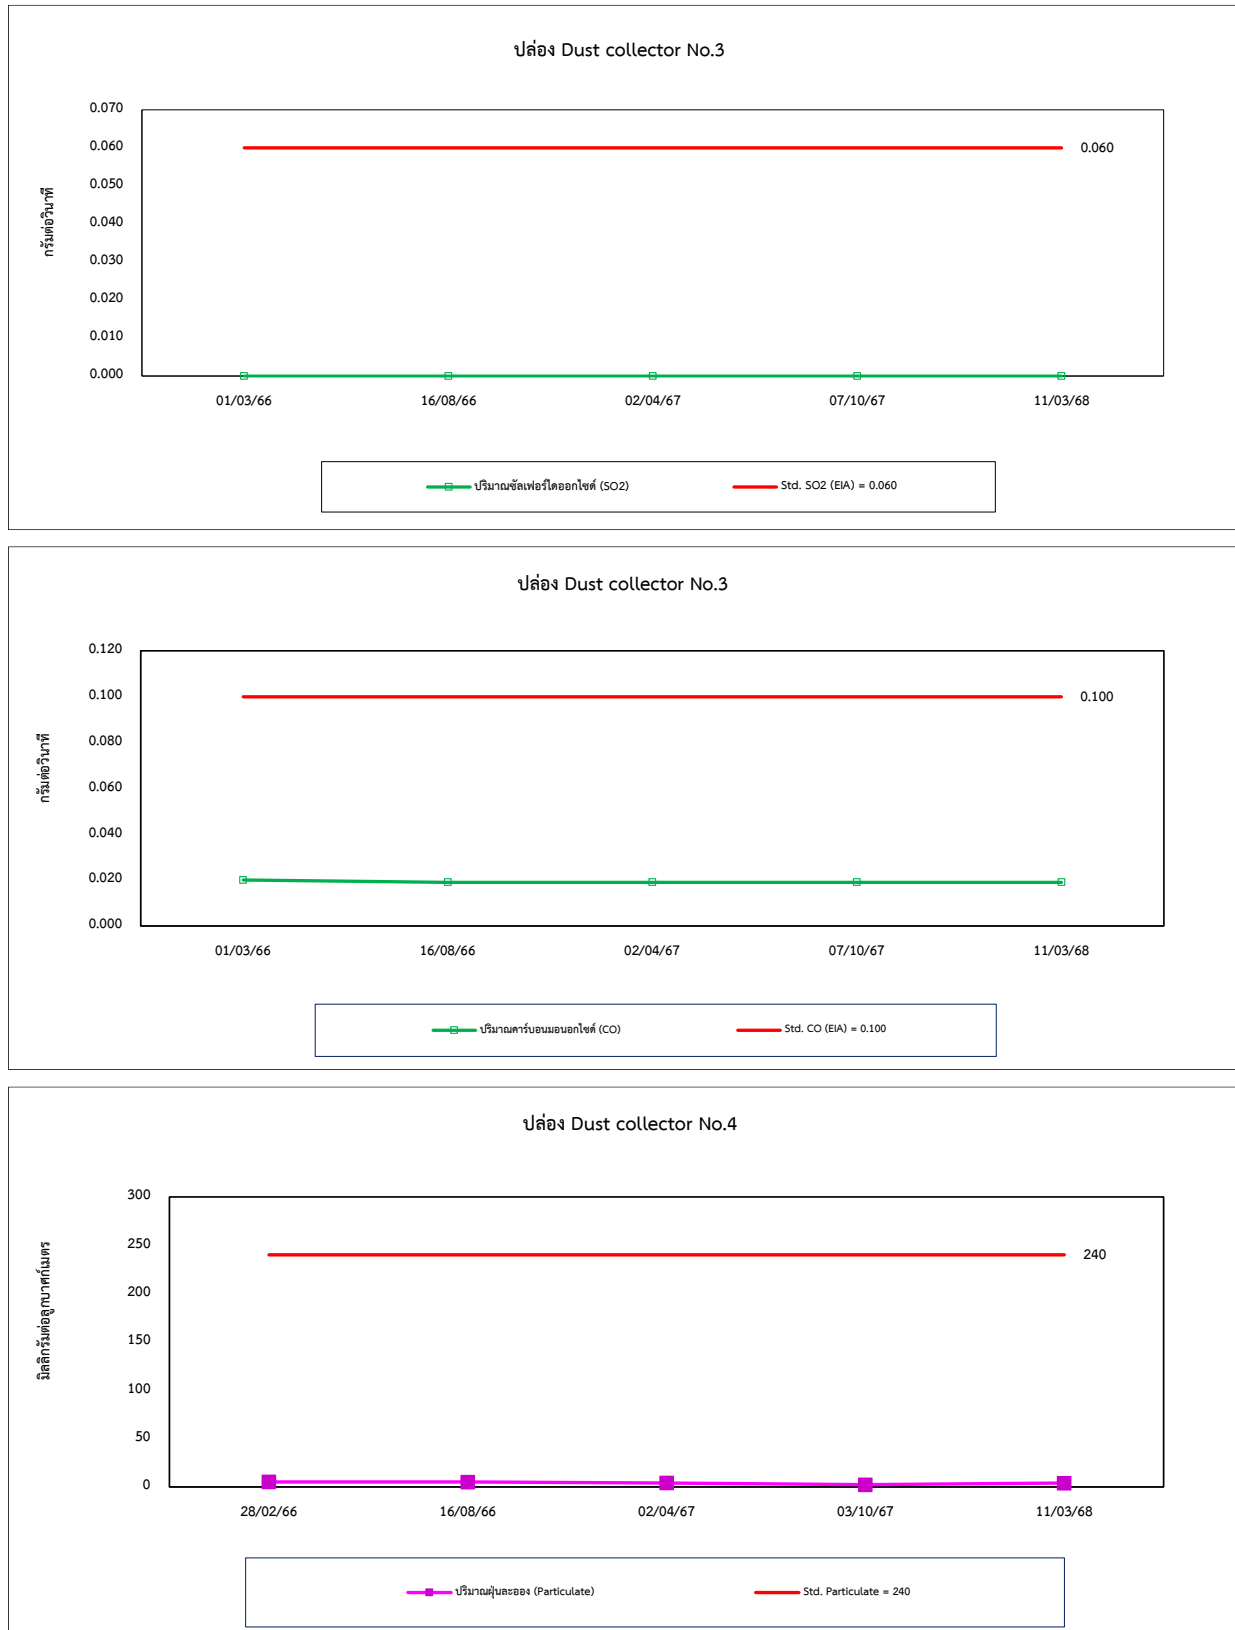 ปล่อง Dust collector No.3
กรัมต่อวินาที
0.070
0.060
0.050
0.040
0.030
0.020
0.010
0.000
0.060
01/03/66 16/08/66 02/04/67 07/10/67 11/03/68
ปริมาณซัลเฟอร์ไดออกไซด์ (SO2) Std. SO2 (EIA) = 0.060
ปล่อง Dust collector No.3
กรัมต่อวินาที
0.120
0.100
0.080
0.060
0.040
0.020
0.000
0.100
01/03/66 16/08/66 02/04/67 07/10/67 11/03/68
ปริมาณคาร์บอนมอนอกไซด์ (CO) Std. CO (EIA) = 0.100
ปล่อง Dust collector No.4
มิลลิกรัมต่อลูกบาศก์เมตร
300
250
200
150
100
50
0
240
28/02/66 16/08/66 02/04/67 03/10/67 11/03/68
ปริมาณฝุ่นละออง (Particulate) Std. Particulate = 240